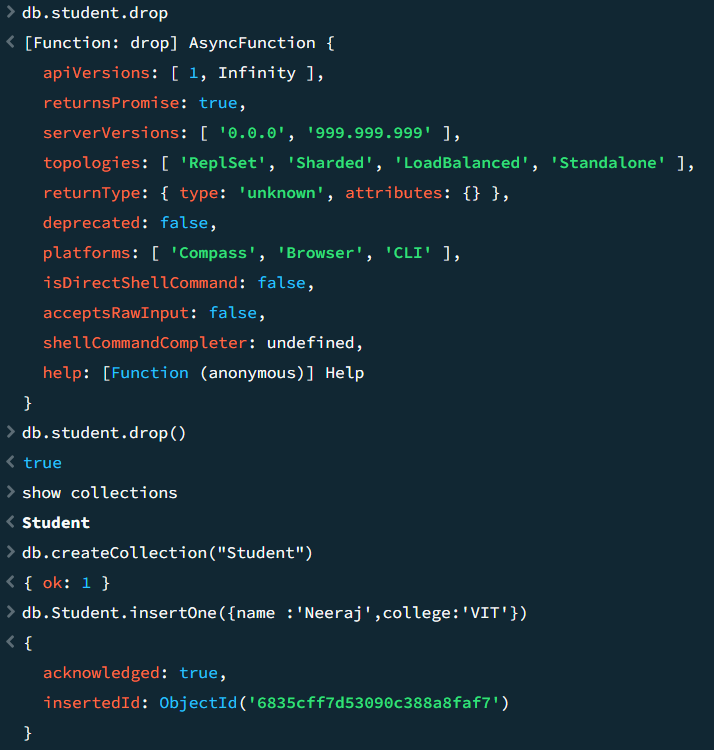 > db.student.drop
< [Function: drop] AsyncFunction {
apiVersions: [ 1, Infinity ],
returnsPromise: true,
serverVersions: [ '0.0.0', '999.999.999' ],
topologies: [ 'ReplSet', 'Sharded', 'LoadBalanced', 'Standalone' ],
returnType: { type: 'unknown', attributes: {} },
deprecated: false,
platforms: [ 'Compass', 'Browser', 'CLI' ],
isDirectShellCommand: false,
acceptsRawInput: false,
shellCommandCompleter: undefined,
help: [Function (anonymous)] Help
}
> db.student.drop()
< true
> show collections
< Student
> db.createCollection("Student")
< { ok: 1 }
> db.Student.insertOne({name :'Neeraj',college:'VIT'})
< {
acknowledged: true,
insertedId: ObjectId('6835cff7d53090c388a8faf7')
}